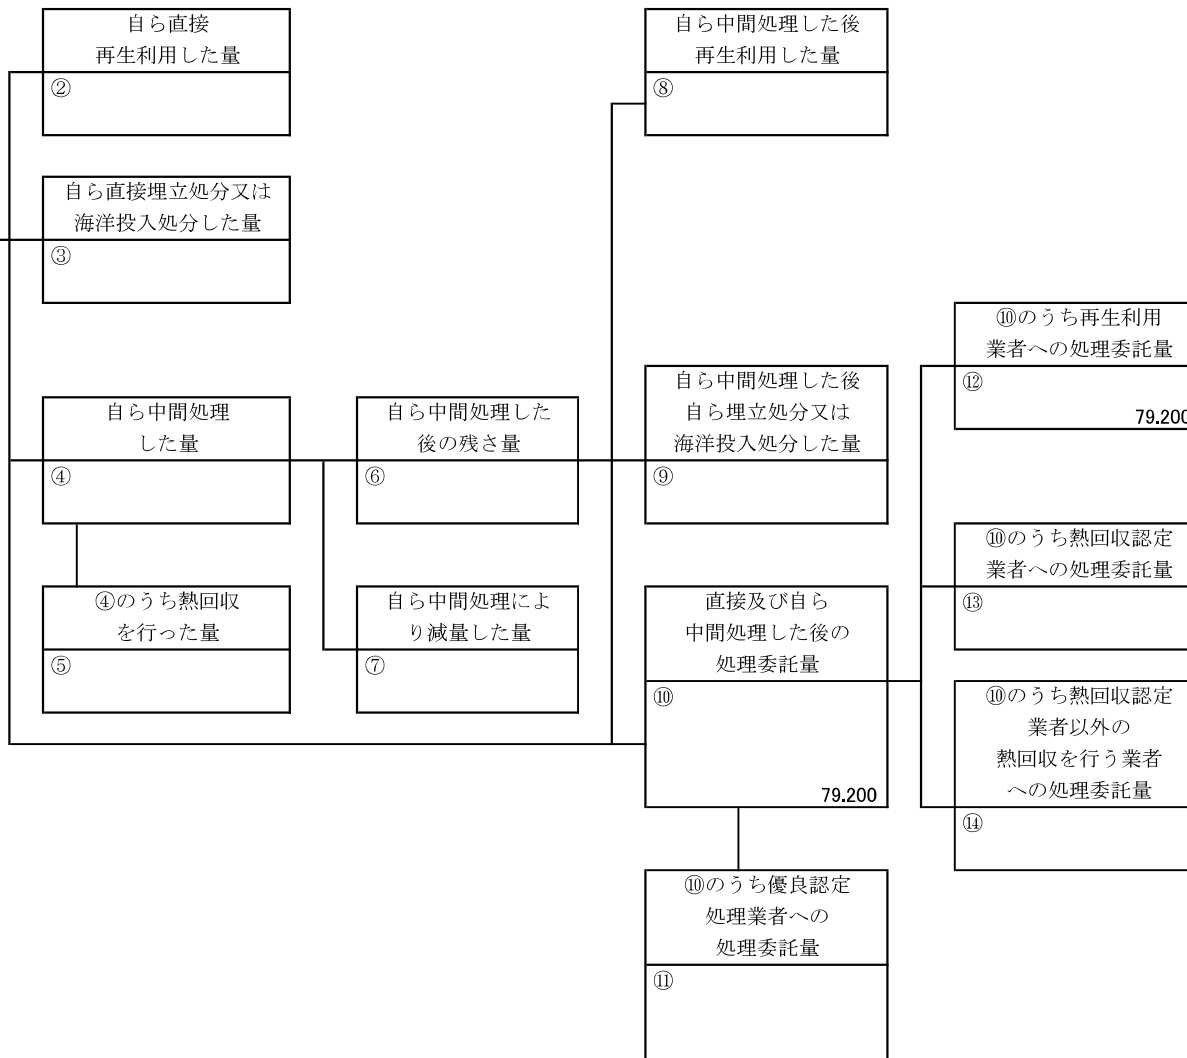 自ら直接
再生利用した量
②
自ら中間処理した後
再生利用した量
⑧
自ら直接埋立処分又は
海洋投入処分した量
③
⑩のうち再生利用
業者への処理委託量
⑫
79.200
自ら中間処理
した量
④
自ら中間処理した
後の残さ量
⑥
自ら中間処理した後
自ら埋立処分又は
海洋投入処分した量
⑨
⑩のうち熱回収認定
業者への処理委託量
⑬
④のうち熱回収
を行った量
⑤
自ら中間処理によ
り減量した量
⑦
直接及び自ら
中間処理した後の
処理委託量
⑩
79.200
⑩のうち熱回収認定
業者以外の
熱回収を行う業者
への処理委託量
⑭
⑩のうち優良認定
処理業者への
処理委託量
⑪